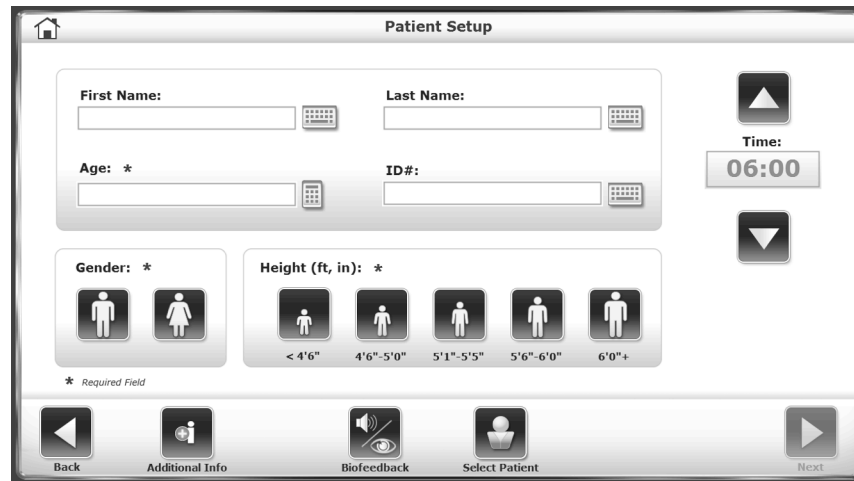 Patient Setup
First Name:
Last Name:
Age: *
ID#:
Time:
06:00
Gender: *
Height (ft, in): *
< 4'6"
4'6"-5'0"
5'1"-5'5"
5'6"-6'0"
6'0"+
* Required Field
Back
Additional Info
Biofeedback
Select Patient
Next